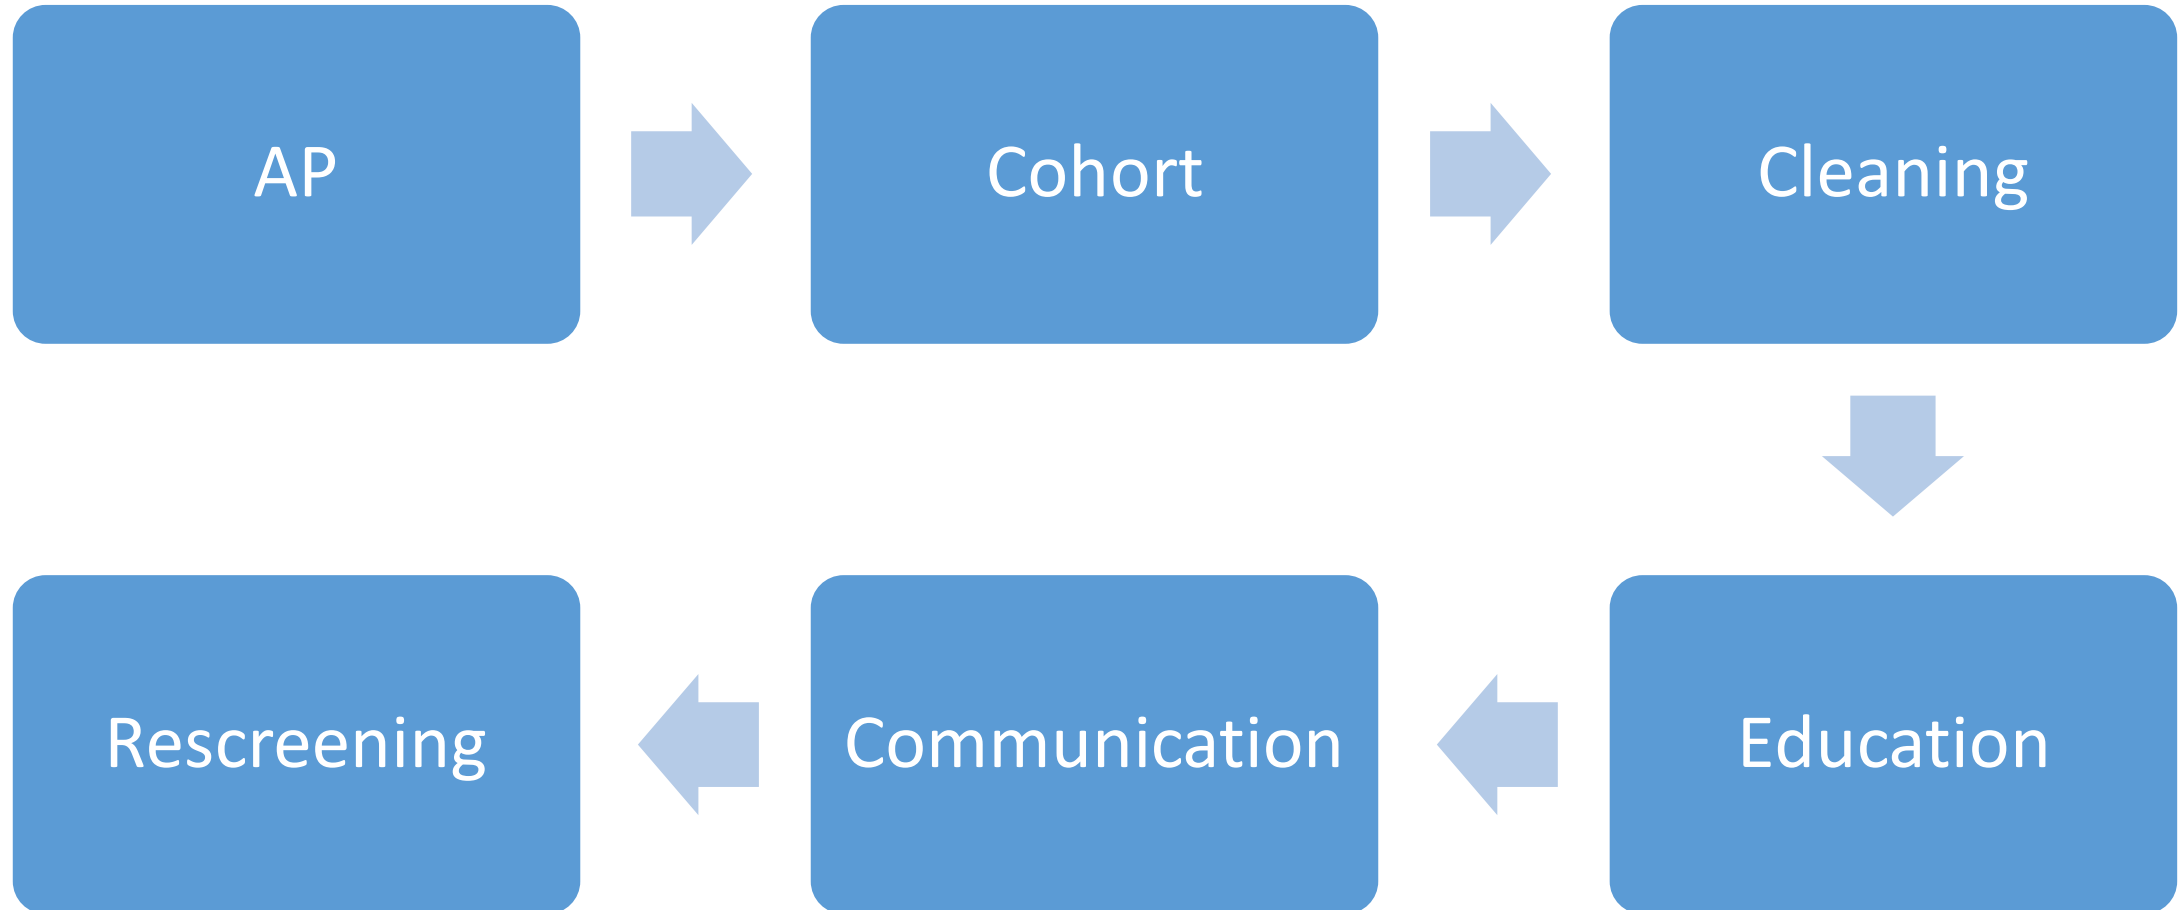 AP
Cohort
Cleaning
Education
Communication
Rescreening